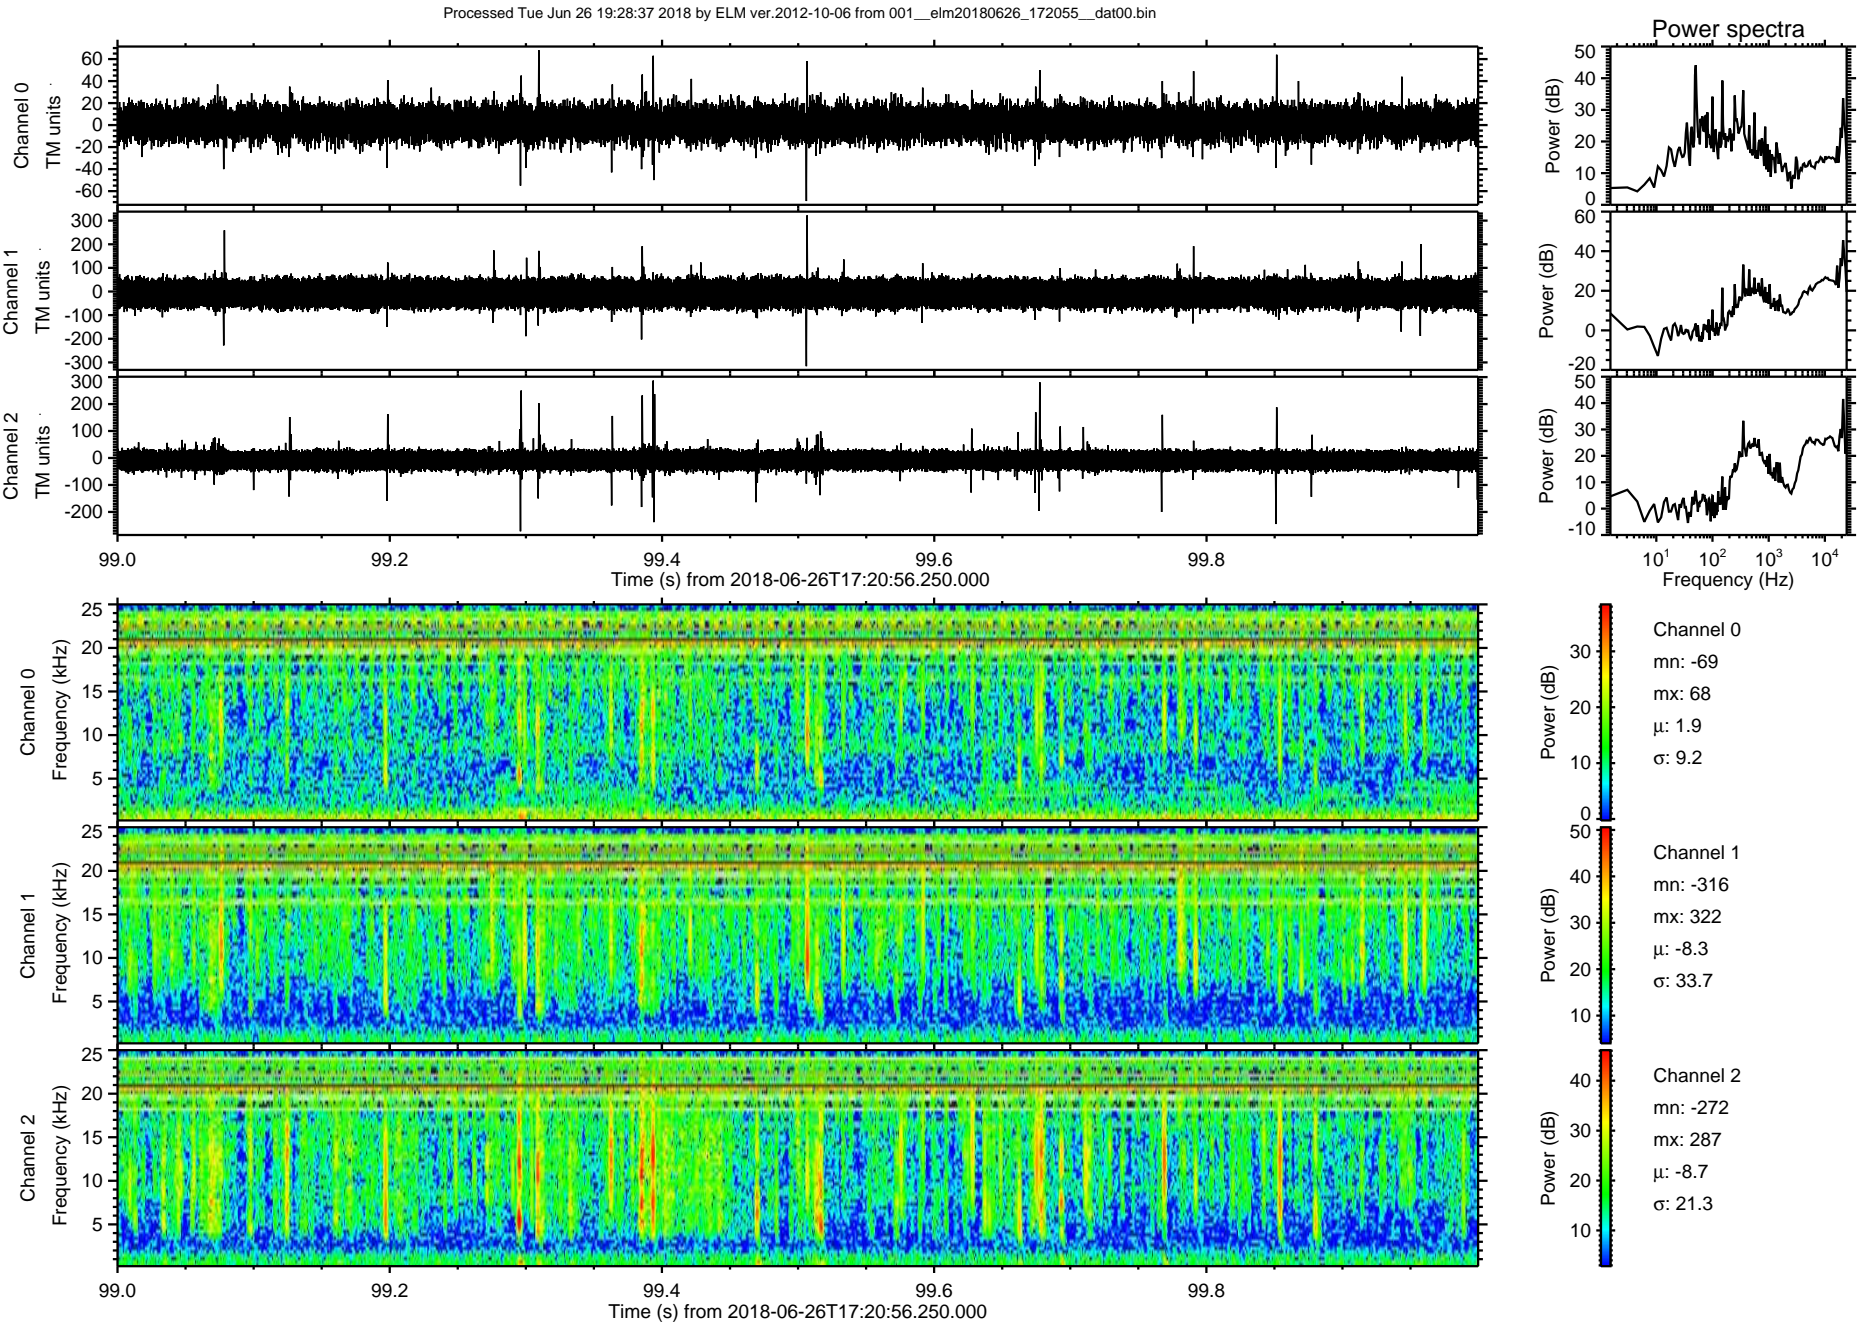 Processed Tue Jun 26 19:28:37 2018 by ELM ver.2012-10-06 from 001__elm20180626_172055__dat00.bin
Power spectra
Channel 0
TM units
60
40
20
0
-20
-40
-60
Power (dB)
50
40
30
20
10
0
Channel 1
TM units
300
200
100
0
-100
-200
-300
Power (dB)
60
40
20
0
-20
Channel 2
TM units
300
200
100
0
-100
-200
Power (dB)
50
40
30
20
10
0
-10
99.0 99.2 99.4 99.6 99.8
Time (s) from 2018-06-26T17:20:56.250.000
10^1 10^2 10^3 10^4
Frequency (Hz)
Channel 0
Frequency (kHz)
25
20
15
10
5
Power (dB)
30
20
10
0
Channel 0
mn: -69
mx: 68
μ: 1.9
σ: 9.2
Channel 1
Frequency (kHz)
25
20
15
10
5
Power (dB)
50
40
30
20
10
Channel 1
mn: -316
mx: 322
μ: -8.3
σ: 33.7
Channel 2
Frequency (kHz)
25
20
15
10
5
Power (dB)
40
30
20
10
Channel 2
mn: -272
mx: 287
μ: -8.7
σ: 21.3
99.0 99.2 99.4 99.6 99.8
Time (s) from 2018-06-26T17:20:56.250.000